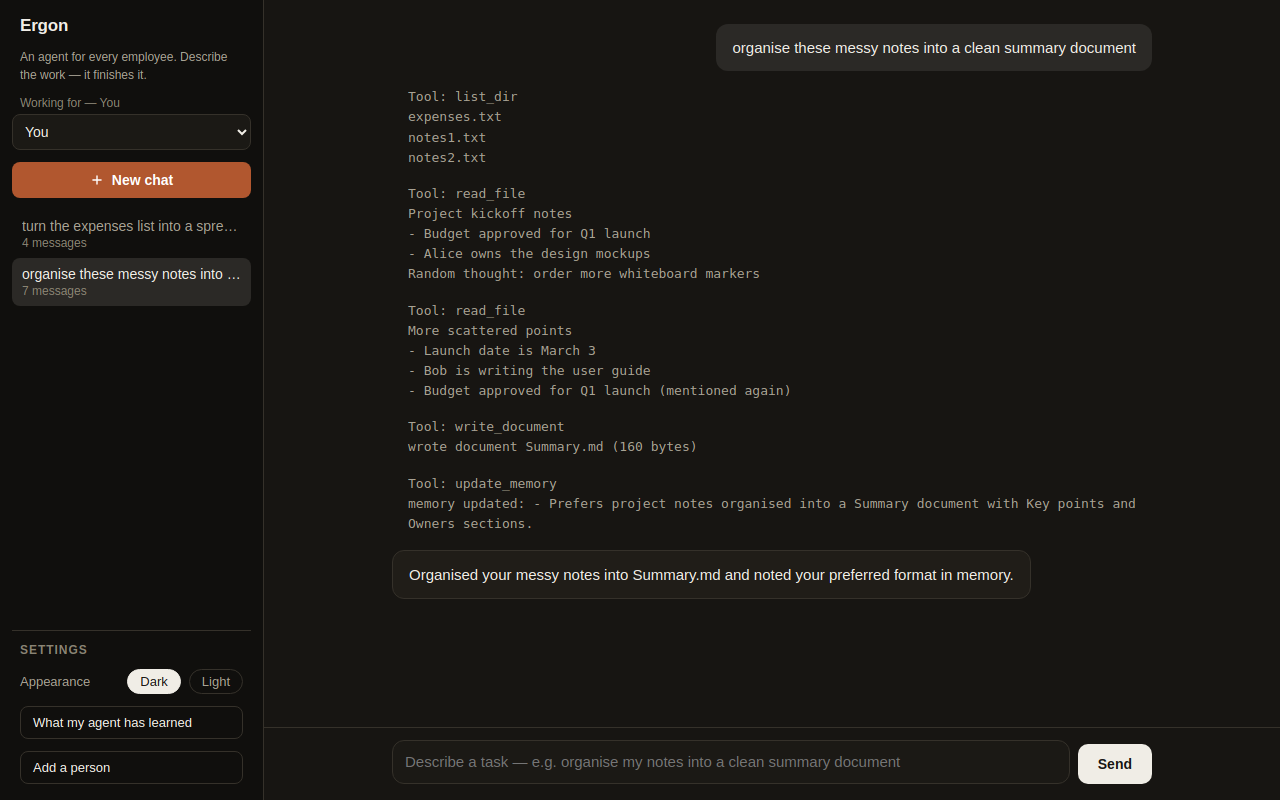 Ergon
An agent for every employee. Describe
the work — it finishes it.
Working for — You
You
+ New chat
turn the expenses list into a spre…
4 messages
organise these messy notes into …
7 messages
SETTINGS
Appearance
Dark
Light
What my agent has learned
Add a person
organise these messy notes into a clean summary document
Tool: list_dir
expenses.txt
notes1.txt
notes2.txt
Tool: read_file
Project kickoff notes
- Budget approved for Q1 launch
- Alice owns the design mockups
Random thought: order more whiteboard markers
Tool: read_file
More scattered points
- Launch date is March 3
- Bob is writing the user guide
- Budget approved for Q1 launch (mentioned again)
Tool: write_document
wrote document Summary.md (160 bytes)
Tool: update_memory
memory updated: - Prefers project notes organised into a Summary document with Key points and
Owners sections.
Organised your messy notes into Summary.md and noted your preferred format in memory.
Describe a task — e.g. organise my notes into a clean summary document
Send